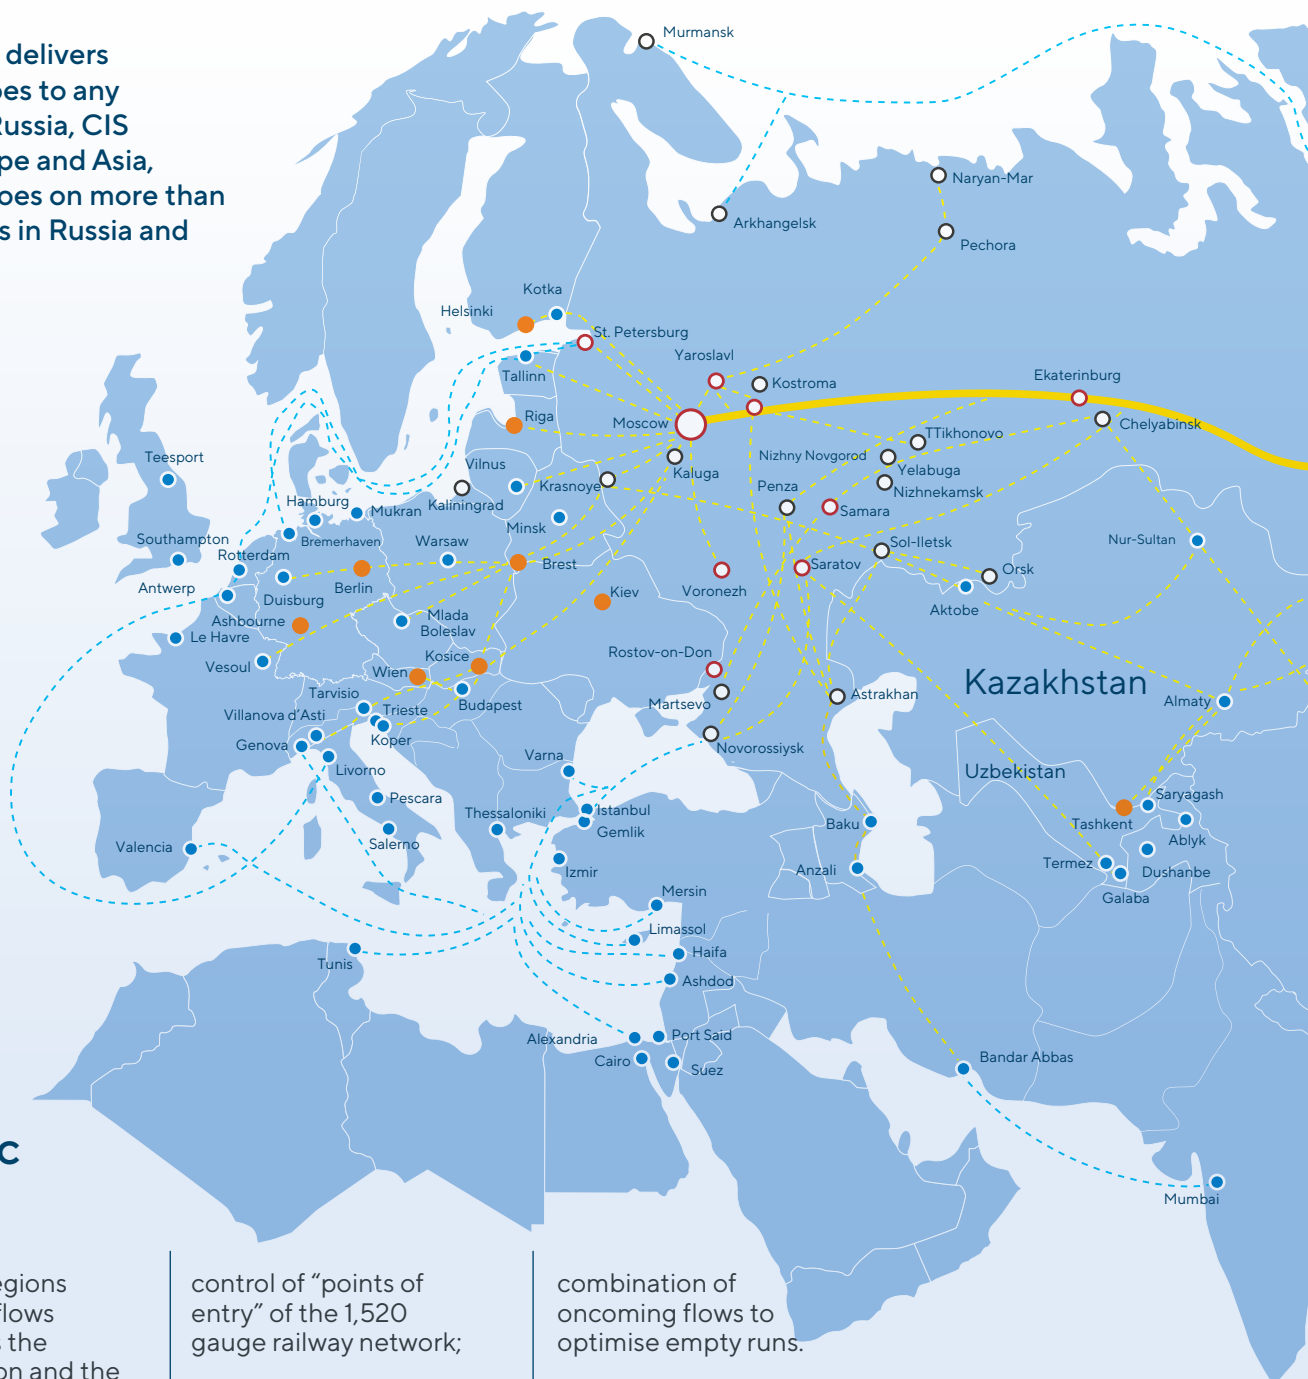 delivers
oes to any
Russia, CIS
pe and Asia,
oes on more than
s in Russia and
Murmansk
Naryan-Mar
Arkhangelsk
Pechora
Kotka
Helsinki
St. Petersburg
Yaroslavl
Tallinn
Kostroma
Ekaterinburg
Riga
Moscow
Chelyabinsk
TTikhonovo
Teesport
Vilnus
Nizhny Novgorod
Kaluga
Yelabuga
Krasnoye
Penza
Nizhnekamsk
Hamburg
Mukran
Kaliningrad
Samara
Minsk
Southampton
Bremerhaven
Warsaw
Sol-Iletsk
Nur-Sultan
Rotterdam
Brest
Saratov
Orsk
Antwerp
Berlin
Voronezh
Aktobe
Duisburg
Kiev
Ashbourne
Mlada
Boleslav
Le Havre
Kosice
Rostov-on-Don
Vesoul
Wien
Kazakhstan
Tarvisio
Astrakhan
Almaty
Trieste
Budapest
Martsevo
Villanova d’Asti
Koper
Genova
Novorossiysk
Varna
Livorno
Uzbekistan
Pescara
Saryagash
Thessaloniki
Istanbul
Baku
Tashkent
Gemlik
Valencia
Salerno
Ablyk
Izmir
Anzali
Termez
Dushanbe
Mersin
Galaba
Limassol
Haifa
Tunis
Ashdod
Alexandria
Port Said
Cairo
Suez
Bandar Abbas
c
Mumbai
egions
flows
s the
on and the
control of “points of
entry” of the 1,520
gauge railway network;
combination of
oncoming flows to
optimise empty runs.